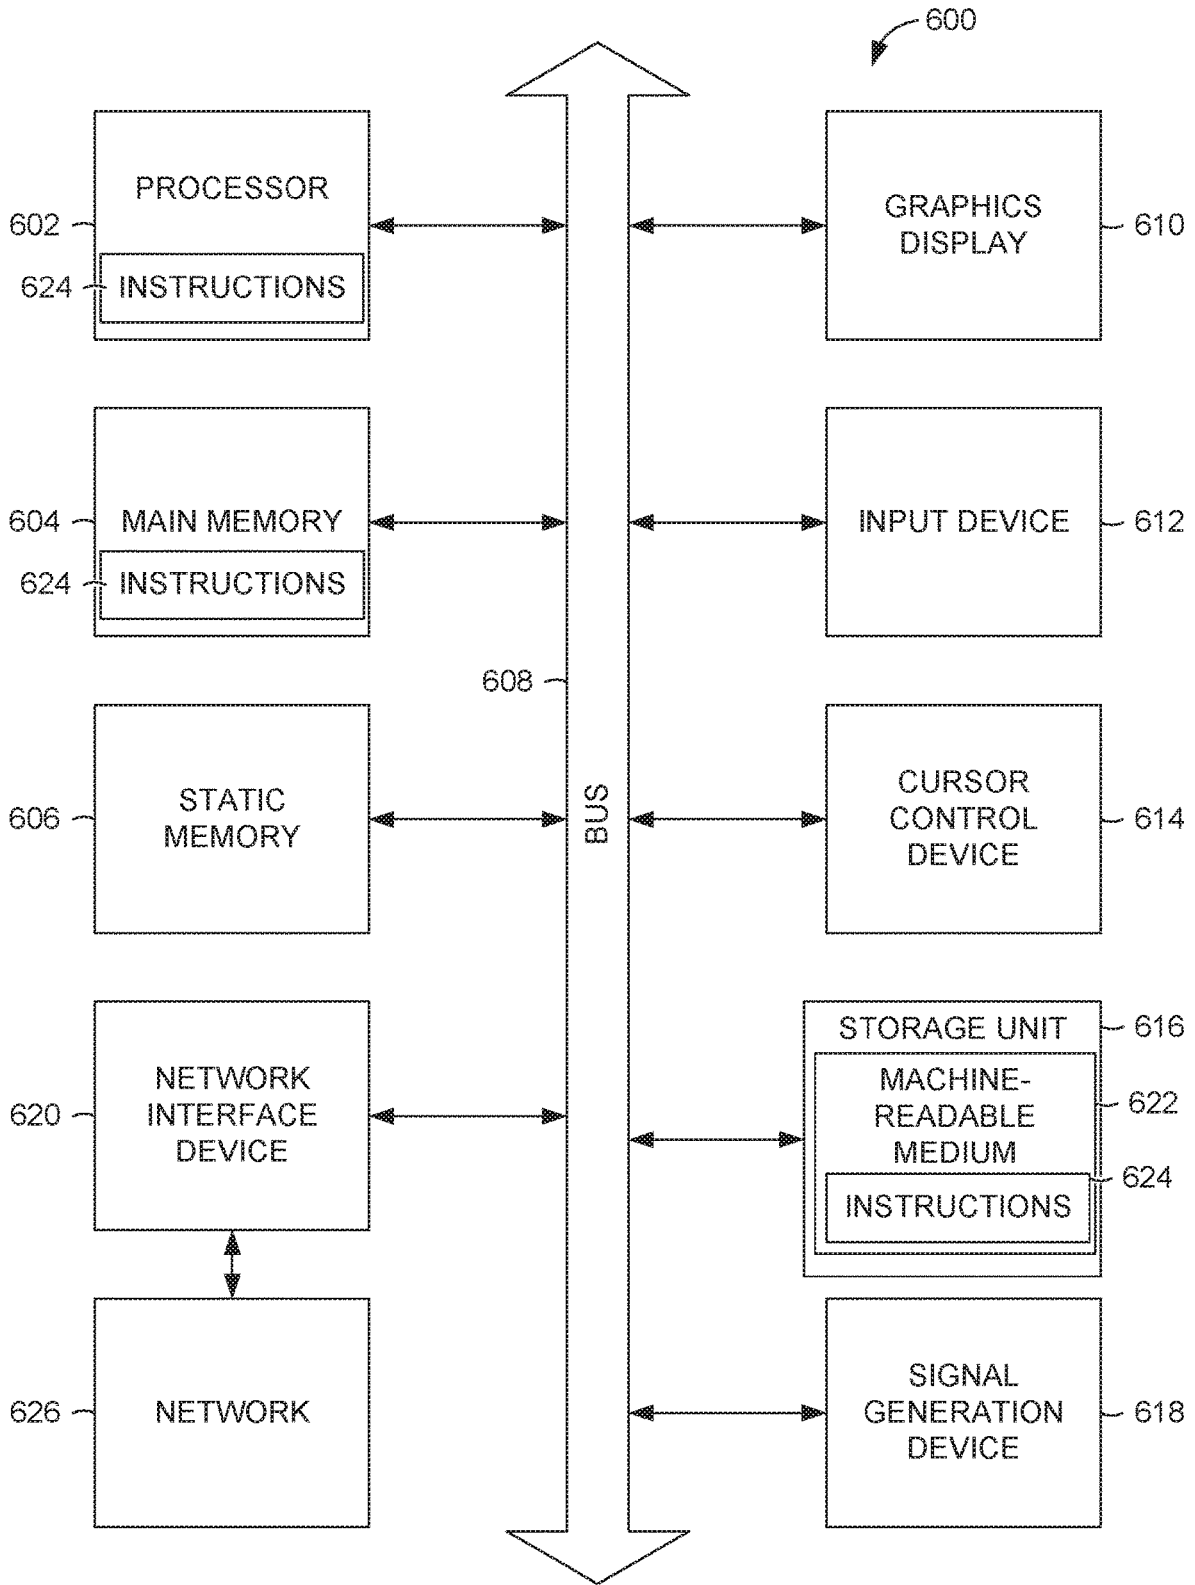 600
PROCESSOR
602
624
INSTRUCTIONS
GRAPHICS
DISPLAY
610
604
MAIN MEMORY
624
INSTRUCTIONS
INPUT DEVICE
612
608
BUS
606
STATIC
MEMORY
CURSOR
CONTROL
DEVICE
614
620
NETWORK
INTERFACE
DEVICE
STORAGE UNIT
616
MACHINE-
READABLE
MEDIUM
622
624
INSTRUCTIONS
626
NETWORK
SIGNAL
GENERATION
DEVICE
618